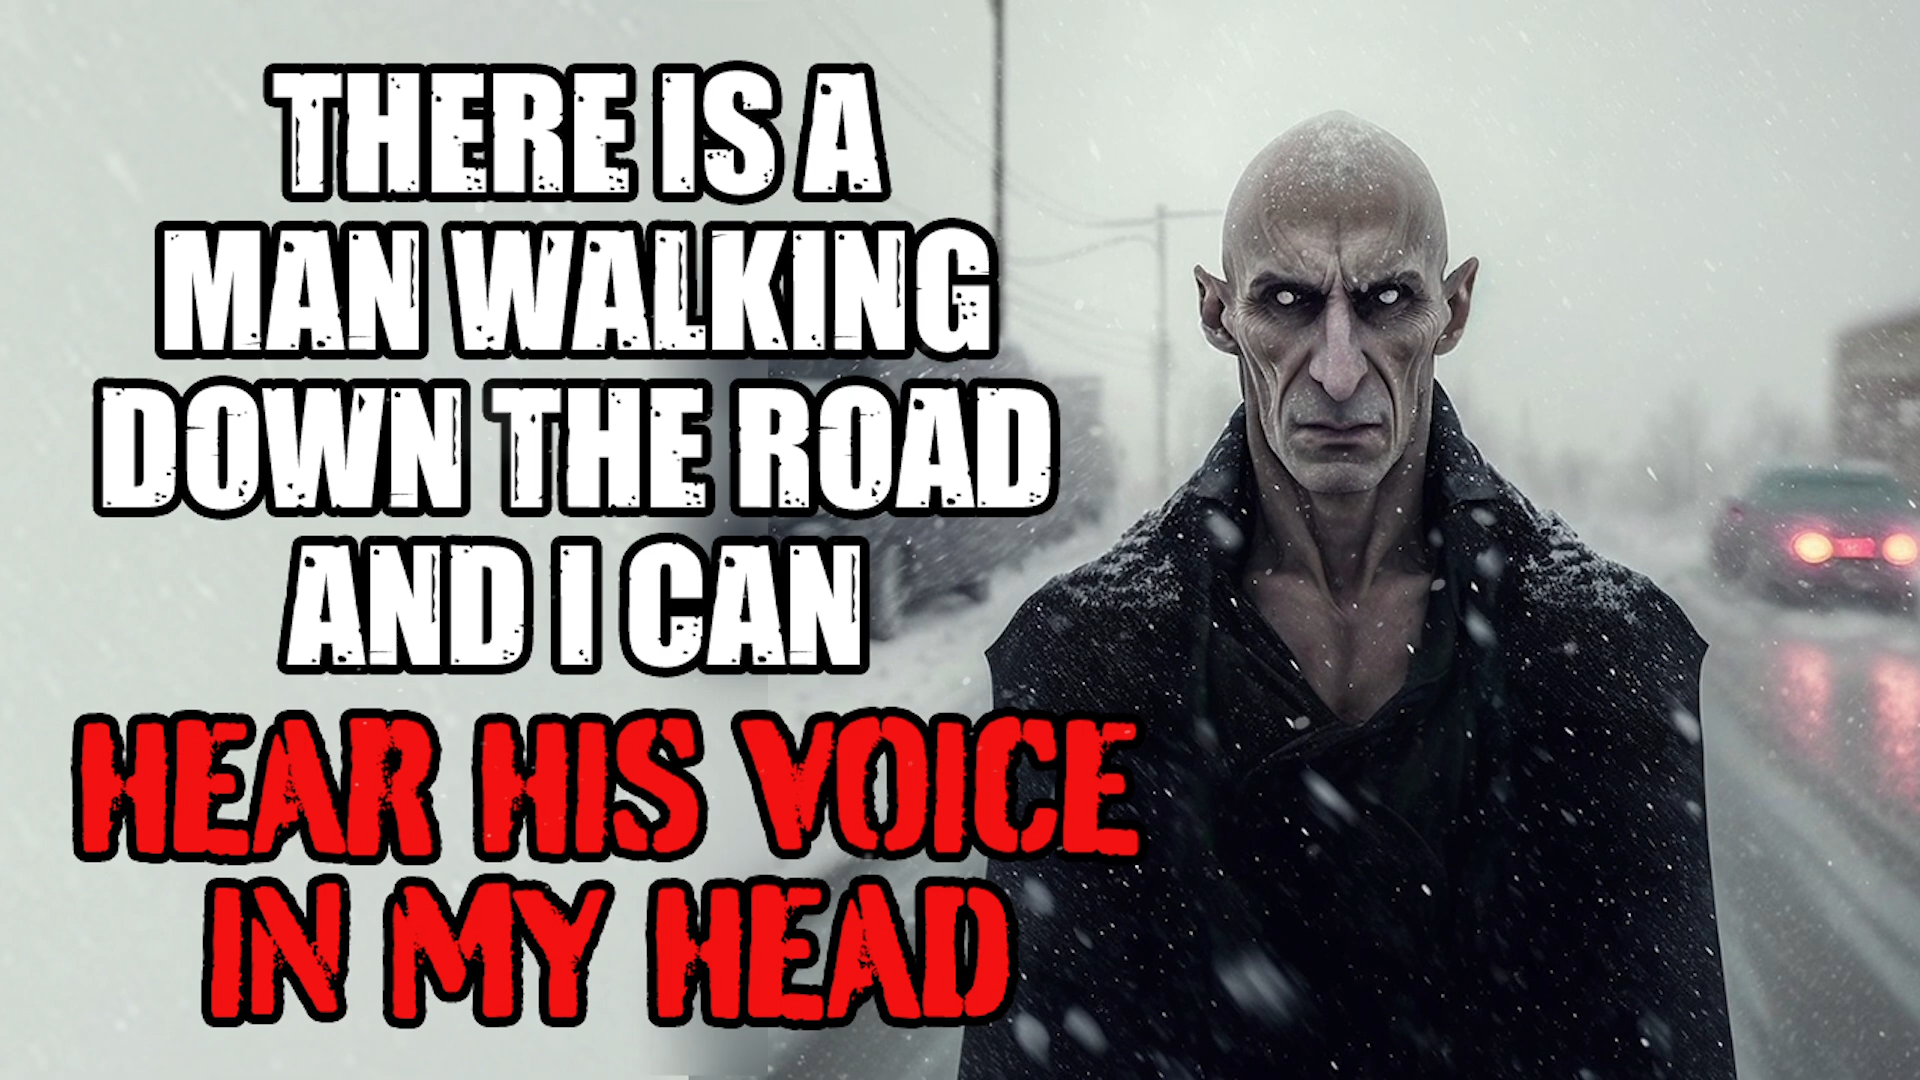 THERE IS A
MAN WALKING
DOWN THE ROAD
AND I CAN
HEAR HIS VOICE
IN MY HEAD